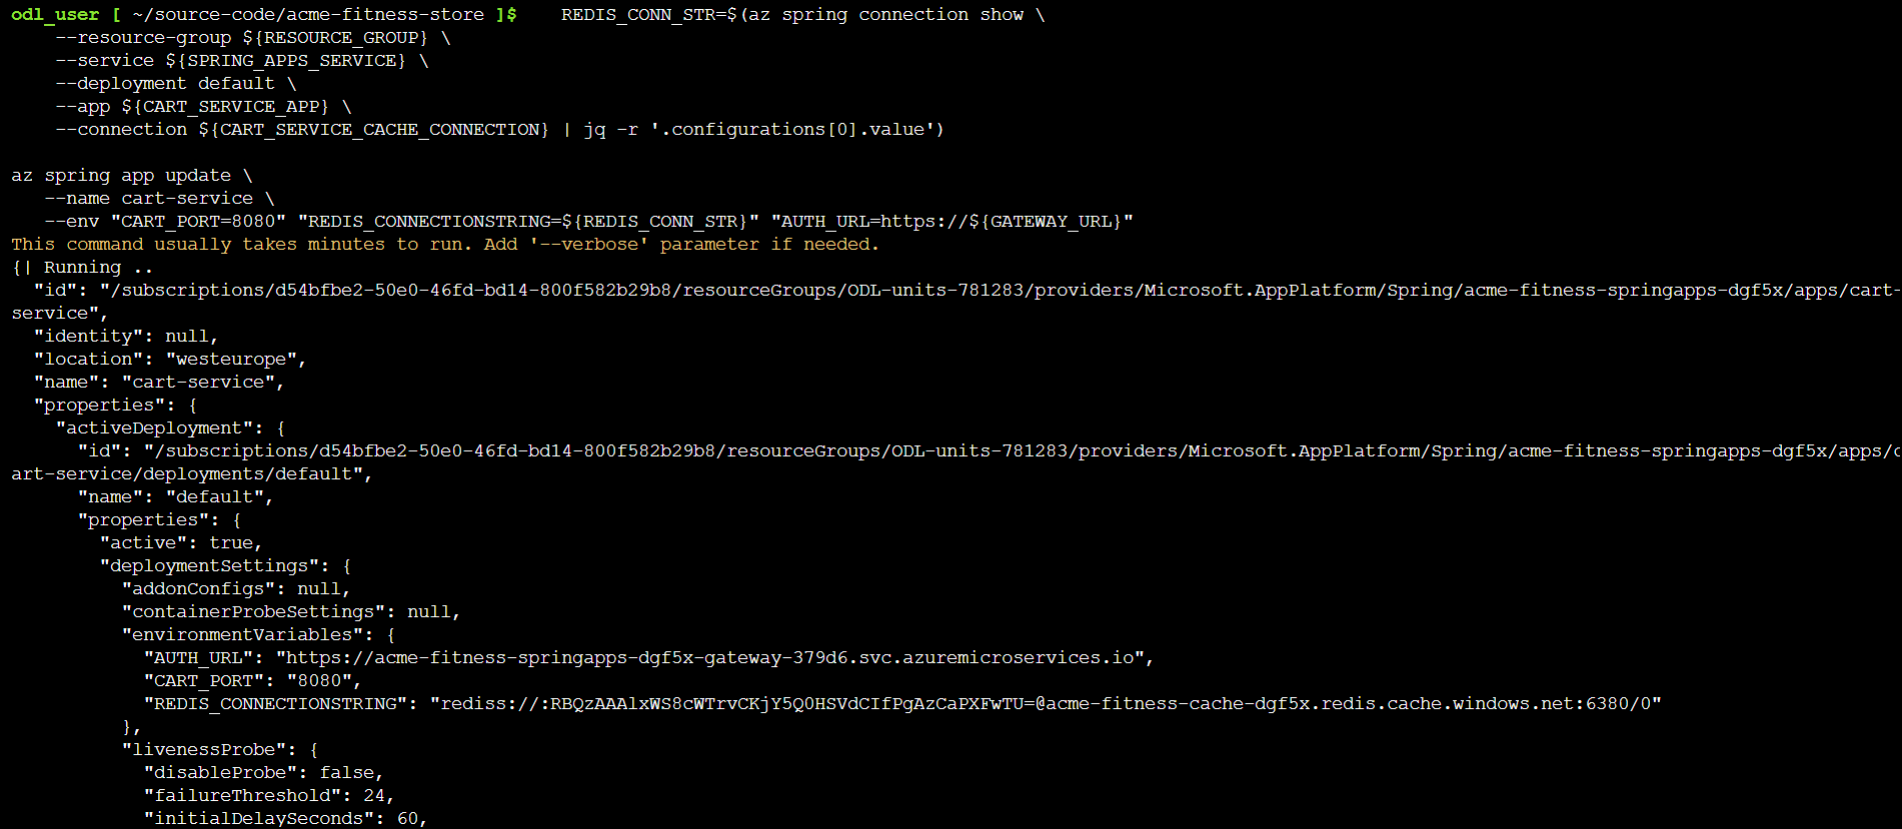 odl_user [ ~/source-code/acme-fitness-store ]$    REDIS_CONN_STR=$(az spring connection show \
    --resource-group ${RESOURCE_GROUP} \
    --service ${SPRING_APPS_SERVICE} \
    --deployment default \
    --app ${CART_SERVICE_APP} \
    --connection ${CART_SERVICE_CACHE_CONNECTION} | jq -r '.configurations[0].value')

az spring app update \
   --name cart-service \
   --env "CART_PORT=8080" "REDIS_CONNECTIONSTRING=${REDIS_CONN_STR}" "AUTH_URL=https://${GATEWAY_URL}"
This command usually takes minutes to run. Add '--verbose' parameter if needed.
{| Running ..
  "id": "/subscriptions/d54bfbe2-50e0-46fd-bd14-800f582b29b8/resourceGroups/ODL-units-781283/providers/Microsoft.AppPlatform/Spring/acme-fitness-springapps-dgf5x/apps/cart-
service",
  "identity": null,
  "location": "westeurope",
  "name": "cart-service",
  "properties": {
    "activeDeployment": {
      "id": "/subscriptions/d54bfbe2-50e0-46fd-bd14-800f582b29b8/resourceGroups/ODL-units-781283/providers/Microsoft.AppPlatform/Spring/acme-fitness-springapps-dgf5x/apps/c
art-service/deployments/default",
      "name": "default",
      "properties": {
        "active": true,
        "deploymentSettings": {
          "addonConfigs": null,
          "containerProbeSettings": null,
          "environmentVariables": {
            "AUTH_URL": "https://acme-fitness-springapps-dgf5x-gateway-379d6.svc.azuremicroservices.io",
            "CART_PORT": "8080",
            "REDIS_CONNECTIONSTRING": "rediss://:RBQzAAAlxWS8cWTrvCKjY5Q0HSVdCIfPgAzCaPXFwTU=@acme-fitness-cache-dgf5x.redis.cache.windows.net:6380/0"
          },
          "livenessProbe": {
            "disableProbe": false,
            "failureThreshold": 24,
            "initialDelaySeconds": 60,